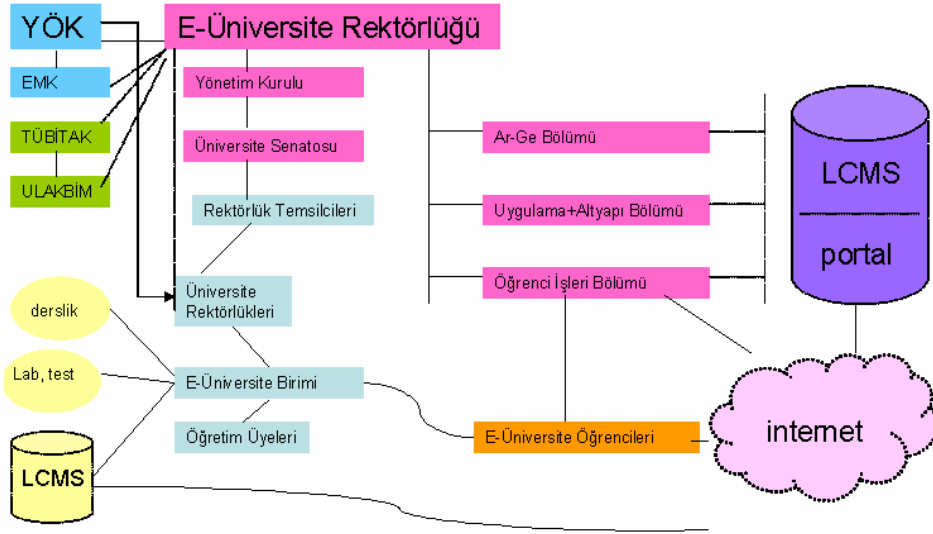 YÖK
E-Üniversite Rektörlüğü
EMK
Yönetim Kurulu
TÜBİTAK
Üniversite Senatosu
Ar-Ge Bölümü
ULAKBİM
Rektörlük Temsilcileri
Uygulama+Altyapı Bölümü
LCMS
portal
Üniversite
Rektörlükleri
Öğrenci İşleri Bölümü
derslik
Lab, test
E-Üniversite Birimi
Öğretim Üyeleri
E-Üniversite Öğrencileri
internet
LCMS